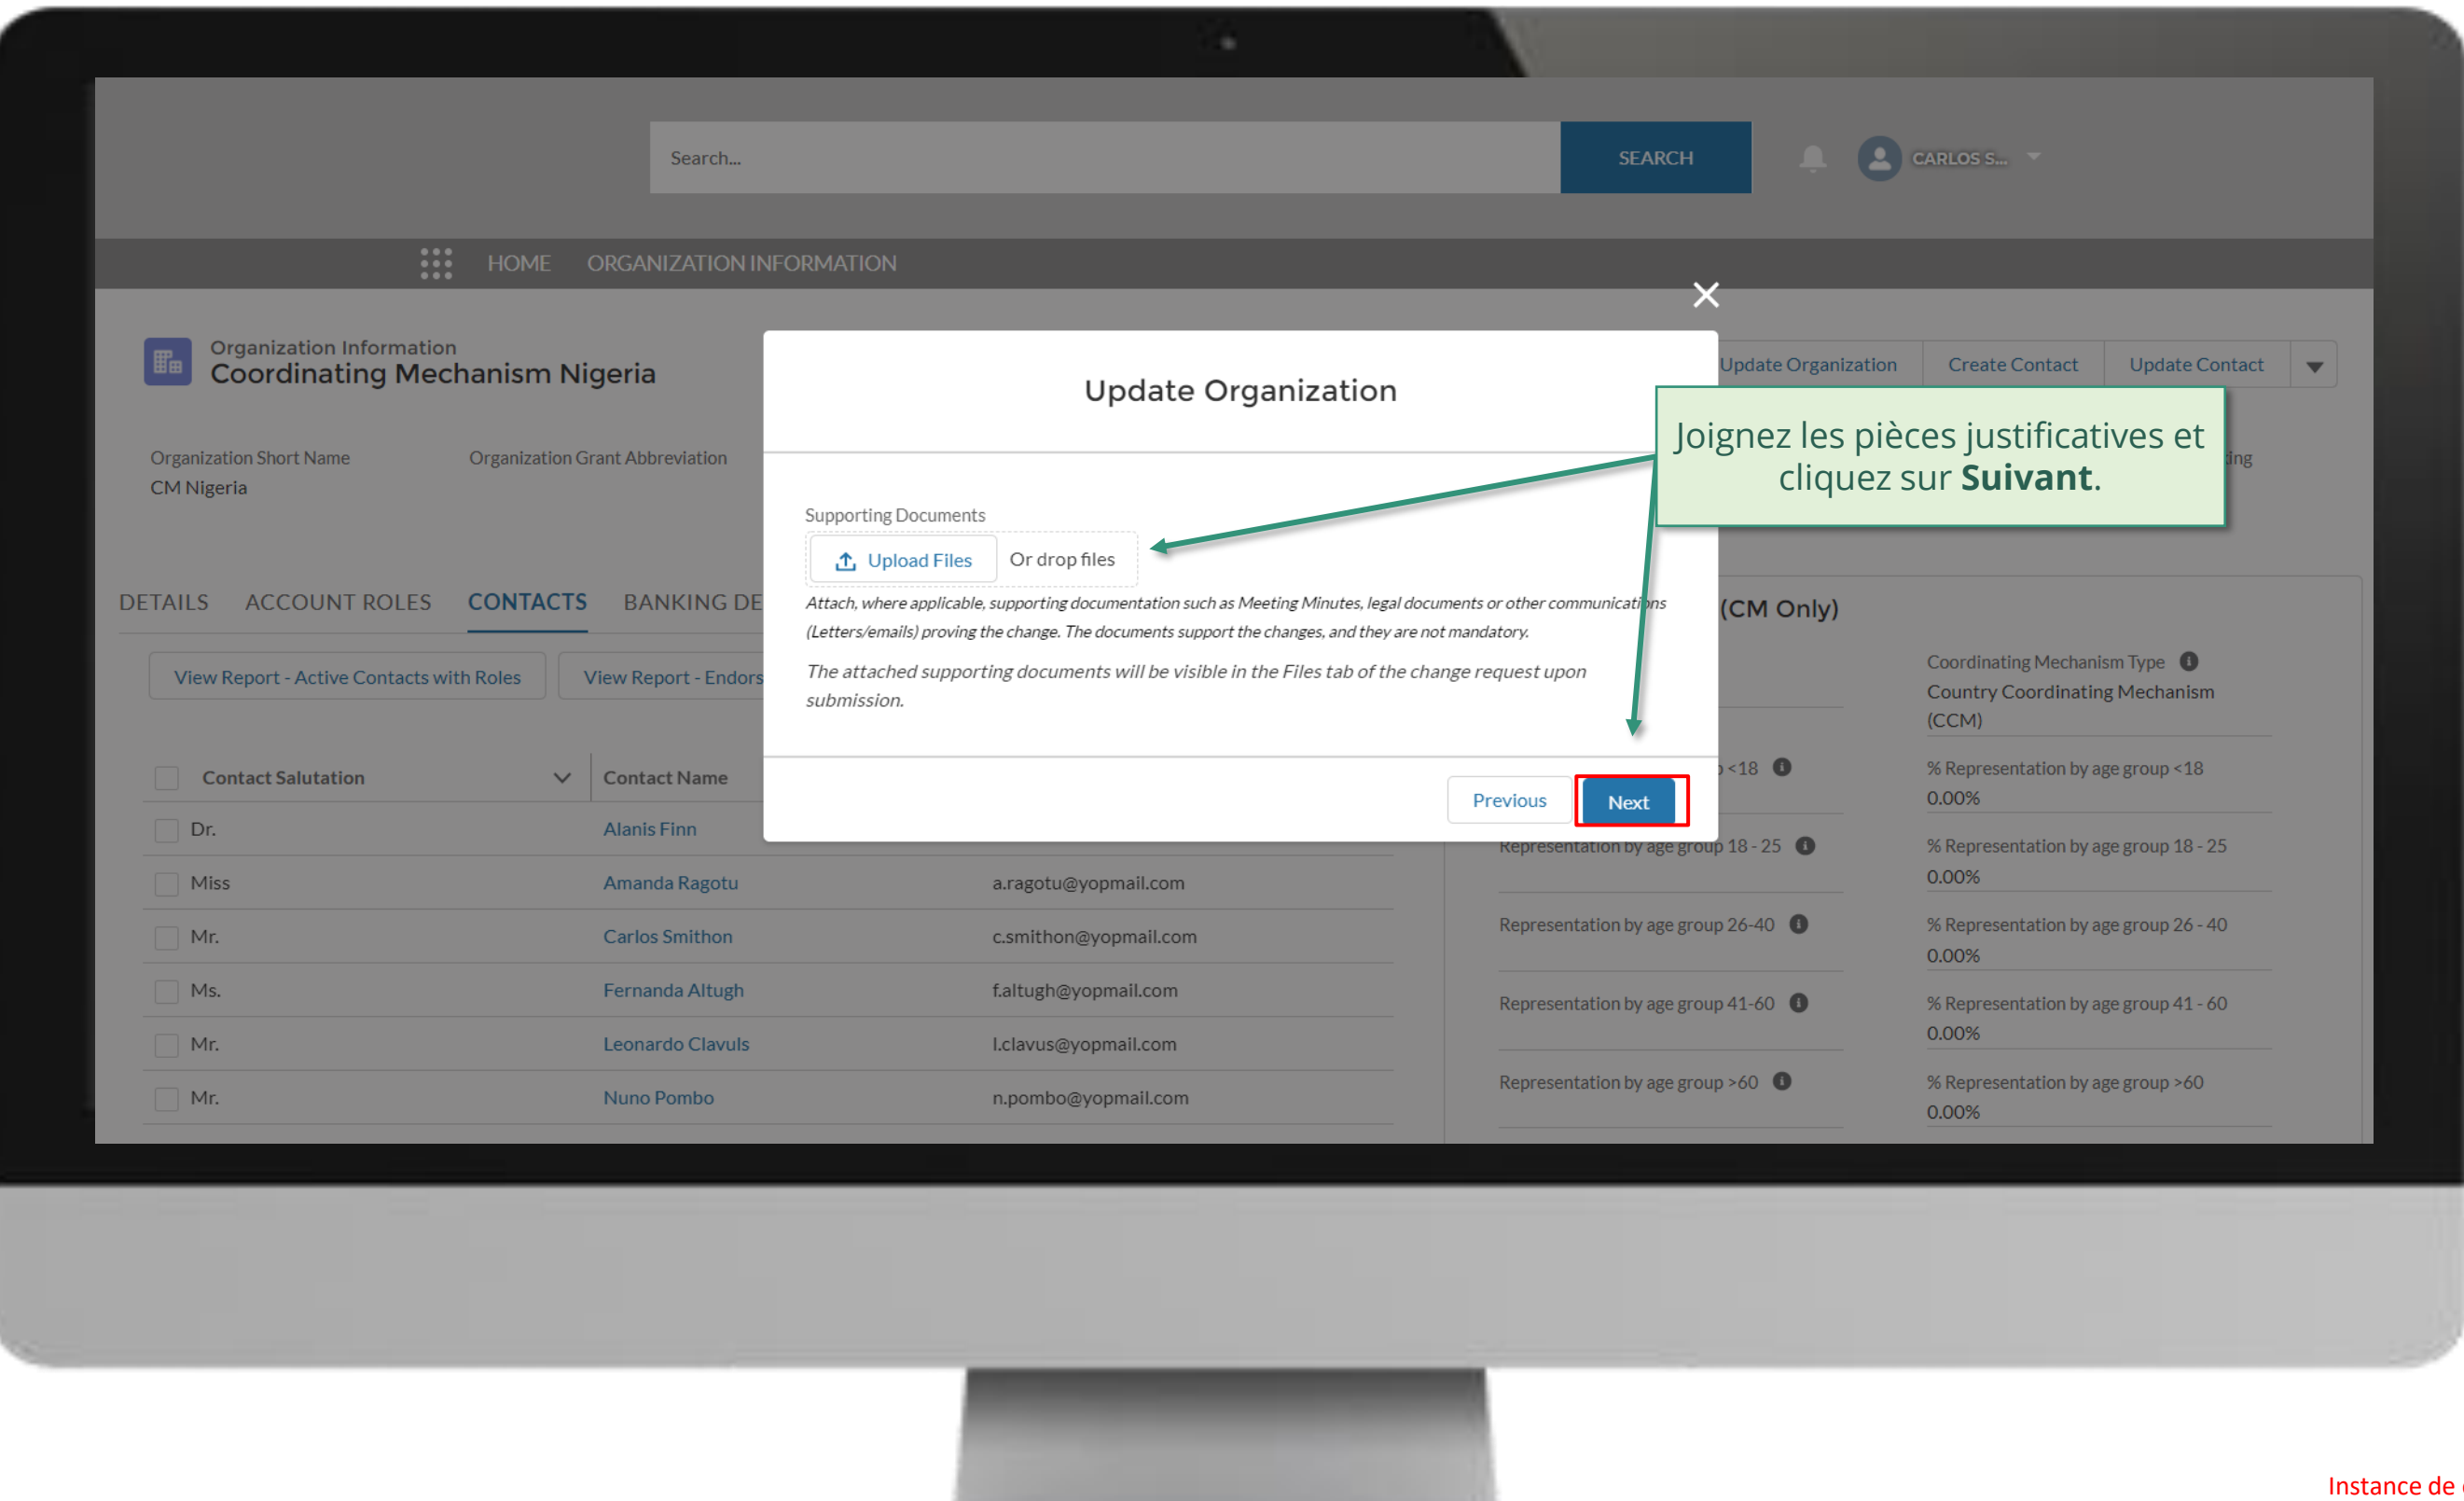 Search...
SEARCH
CARLOS S...
HOME
ORGANIZATION INFORMATION
Organization Information
Coordinating Mechanism Nigeria
Update Organization
Create Contact
Update Contact
Organization Short Name
CM Nigeria
Organization Grant Abbreviation
Update Organization
Joignez les pièces justificatives et
cliquez sur Suivant.
Supporting Documents
Upload Files
Or drop files
Attach, where applicable, supporting documentation such as Meeting Minutes, legal documents or other communications
(Letters/emails) proving the change. The documents support the changes, and they are not mandatory.
The attached supporting documents will be visible in the Files tab of the change request upon
submission.
Previous
Next
DETAILS
ACCOUNT ROLES
CONTACTS
BANKING DE
View Report - Active Contacts with Roles
View Report - Endors
Contact Salutation
Contact Name
Dr.
Alanis Finn
Miss
Amanda Ragotu
a.ragotu@yopmail.com
Mr.
Carlos Smithon
c.smithon@yopmail.com
Ms.
Fernanda Altugh
f.altugh@yopmail.com
Mr.
Leonardo Clavuls
l.clavus@yopmail.com
Mr.
Nuno Pombo
n.pombo@yopmail.com
(CM Only)
Coordinating Mechanism Type
Country Coordinating Mechanism
(CCM)
<18
% Representation by age group <18
0.00%
Representation by age group 18 - 25
% Representation by age group 18 - 25
0.00%
Representation by age group 26-40
% Representation by age group 26 - 40
0.00%
Representation by age group 41-60
% Representation by age group 41 - 60
0.00%
Representation by age group >60
% Representation by age group >60
0.00%
Instance de